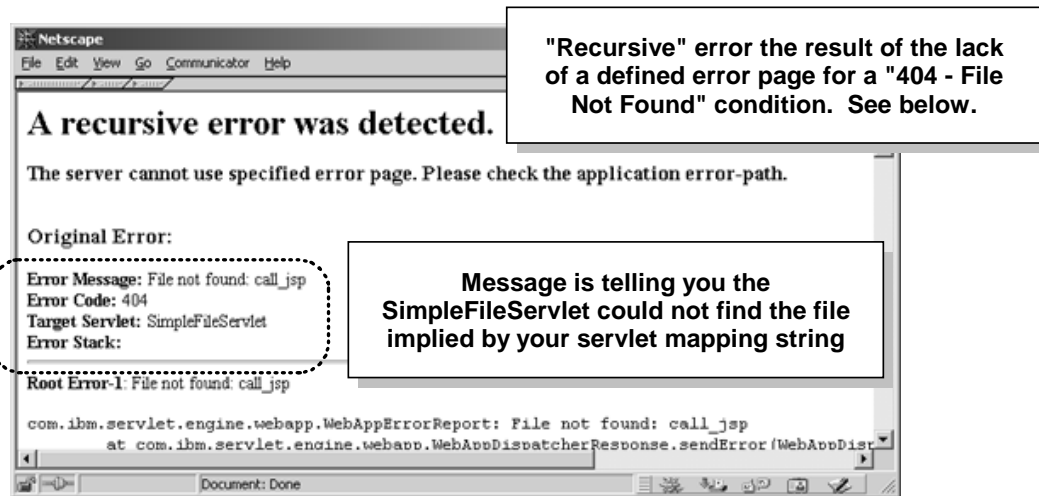 Netscape
File Edit View Go Communicator Help
"Recursive" error the result of the lack
of a defined error page for a "404 - File
Not Found" condition. See below.
A recursive error was detected.
The server cannot use specified error page. Please check the application error-path.
Original Error:
Error Message: File not found: call_jsp
Error Code: 404
Target Servlet: SimpleFileServlet
Error Stack:
Message is telling you the
SimpleFileServlet could not find the file
implied by your servlet mapping string
Root Error-1: File not found: call_jsp
com.ibm.servlet.engine.webapp.WebAppErrorReport: File not found: call_jsp
at com.ibm.servlet.engine.webapp.WebAppDispatcherResponse.sendError(WebAppDisp
Document: Done